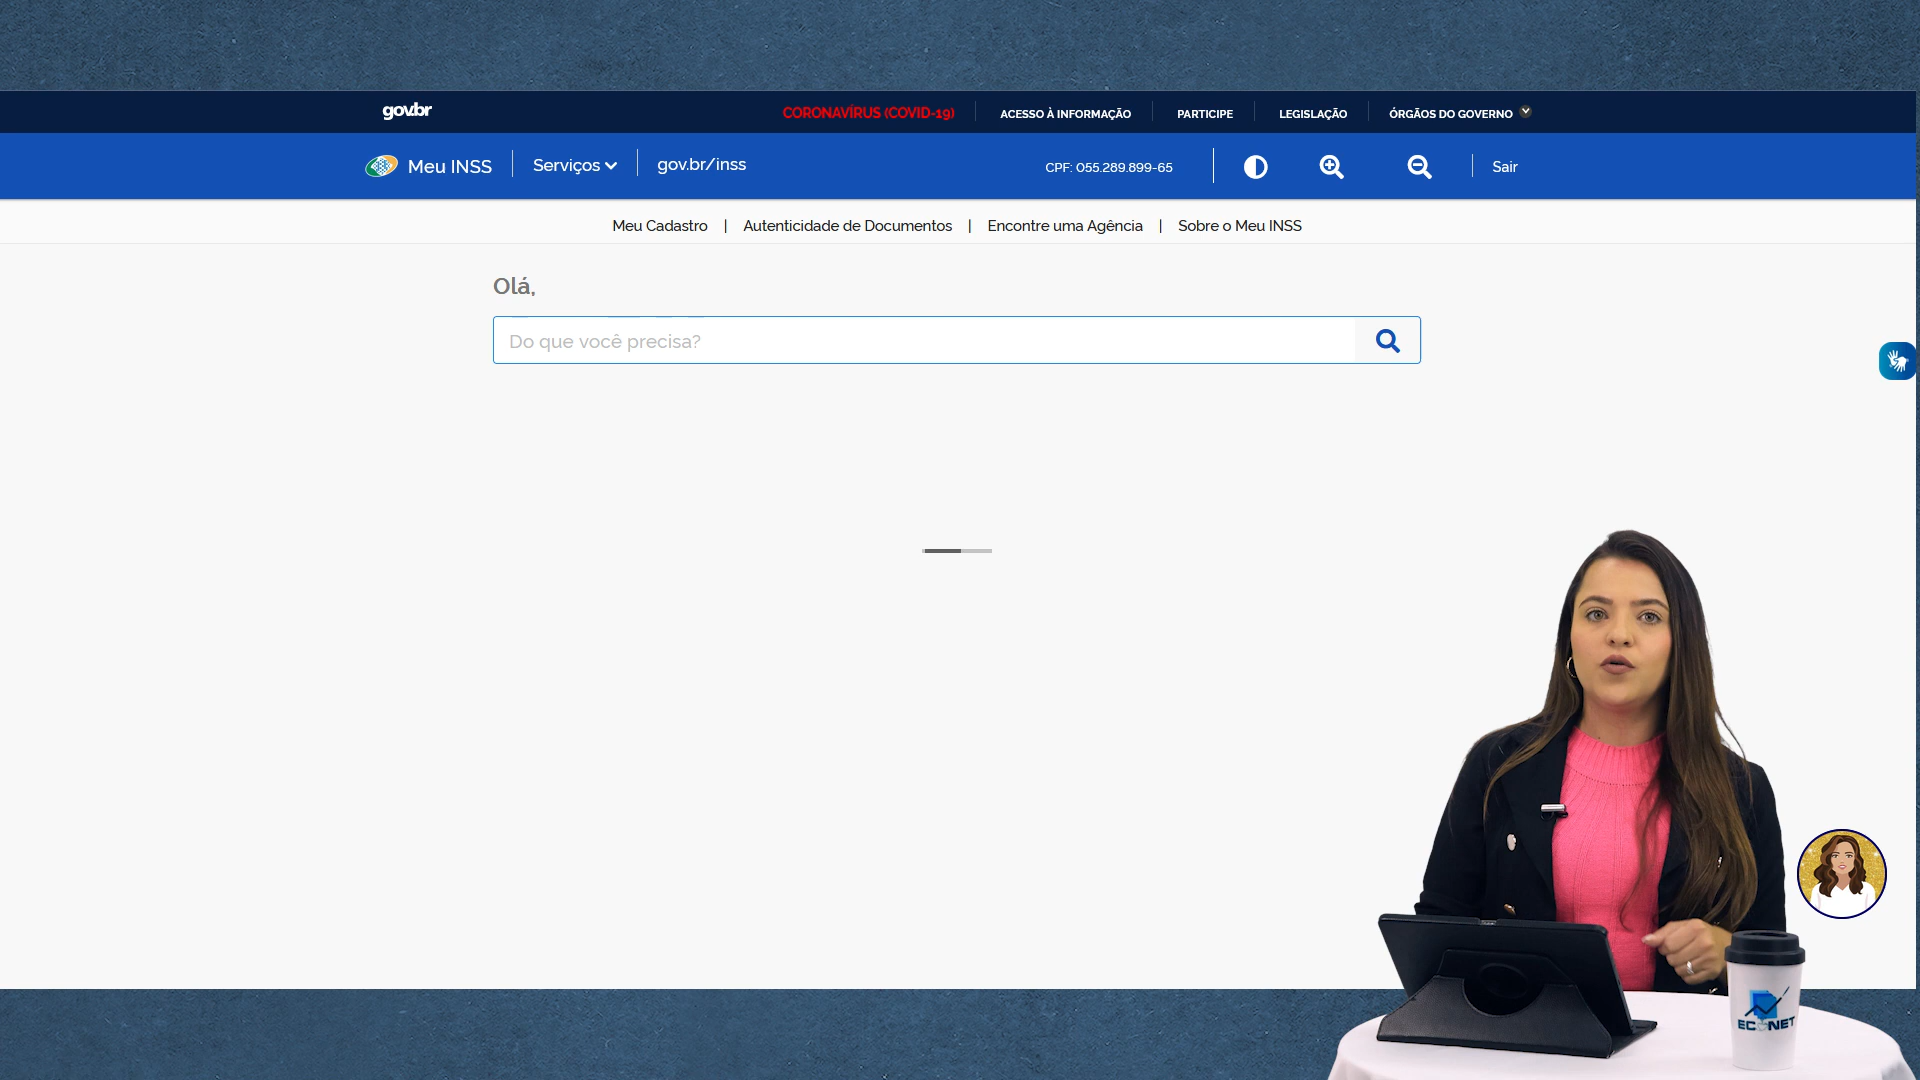 gov.br
CORONAVÍRUS (COVID-19)
ACESSO À INFORMAÇÃO
PARTICIPE
LEGISLAÇÃO
ÓRGÃOS DO GOVERNO
Meu INSS
Serviços
gov.br/inss
CPF: 055.289.899-65
Sair
Meu Cadastro | Autenticidade de Documentos | Encontre uma Agência | Sobre o Meu INSS
Olá,
Do que você precisa?
ECONET